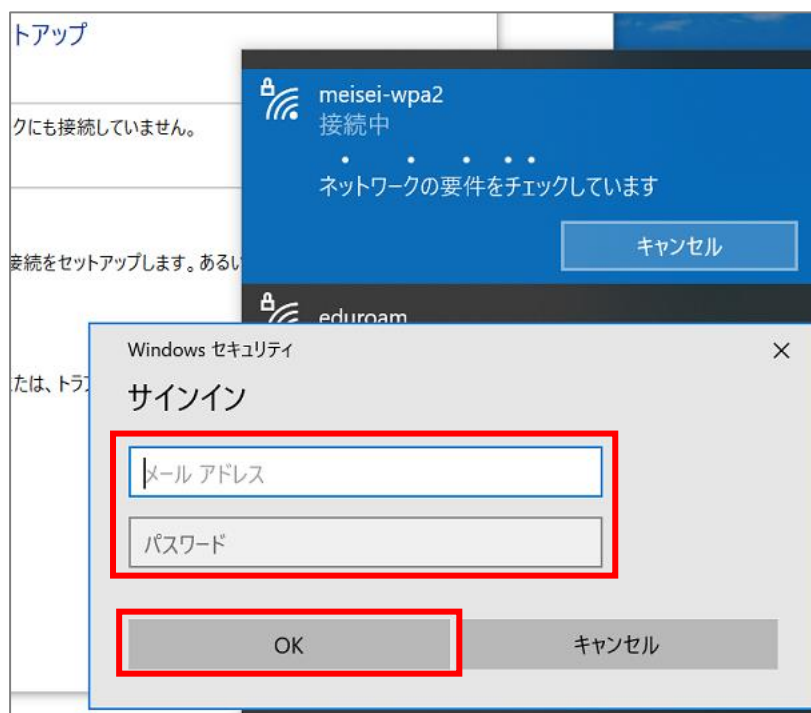 トアップ
meisei-wpa2
接続中
クにも接続していません。
ネットワークの要件をチェックしています
キャンセル
接続をセットアップします。あるい
eduroam
Windows セキュリティ
たは、トラ
サインイン
メール アドレス
パスワード
OK
キャンセル